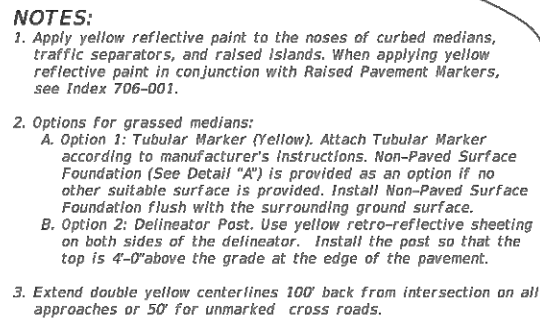 NOTES:
1. Apply yellow reflective paint to the noses of curbed medians,
traffic separators, and raised islands. When applying yellow
reflective paint in conjunction with Raised Pavement Markers,
see Index 706-001.
2. Options for grassed medians:
A. Option 1: Tubular Marker (Yellow). Attach Tubular Marker
according to manufacturer's instructions. Non-Paved Surface
Foundation (See Detail "A") is provided as an option if no
other suitable surface is provided. Install Non-Paved Surface
Foundation flush with the surrounding ground surface.
B. Option 2: Delineator Post. Use yellow retro-reflective sheeting
on both sides of the delineator. Install the post so that the
top is 4'-0"above the grade at the edge of the pavement.
3. Extend double yellow centerlines 100' back from intersection on all
approaches or 50' for unmarked cross roads.